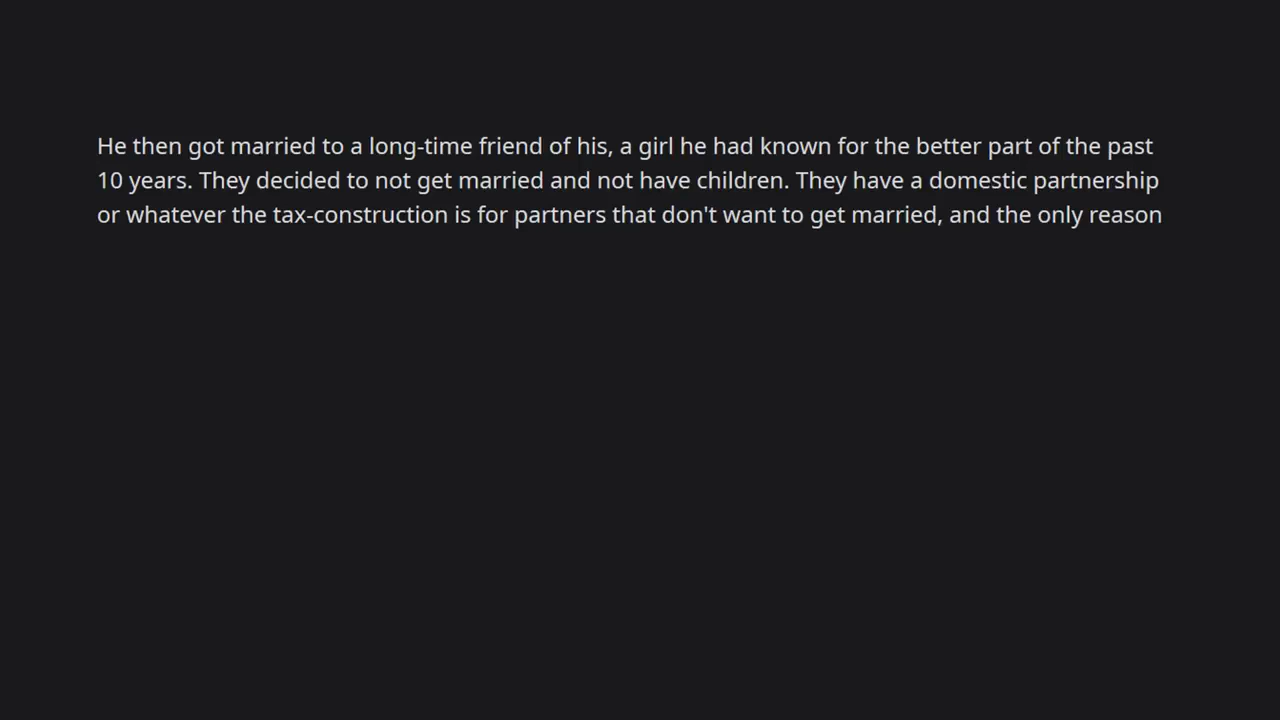 He then got married to a long-time friend of his, a girl he had known for the better part of the past
10 years. They decided to not get married and not have children. They have a domestic partnership
or whatever the tax-construction is for partners that don't want to get married, and the only reason